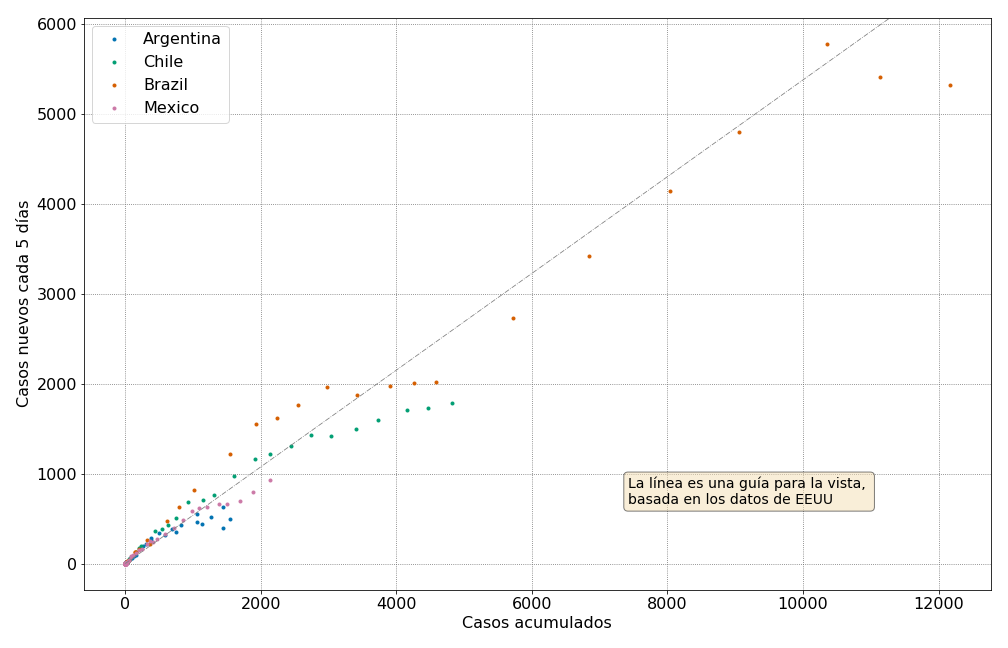 6000
5000
4000
3000
2000
1000
0
Casos nuevos cada 5 días
Argentina
Chile
Brazil
Mexico
La línea es una guía para la vista,
basada en los datos de EEUU
0 2000 4000 6000 8000 10000 12000
Casos acumulados